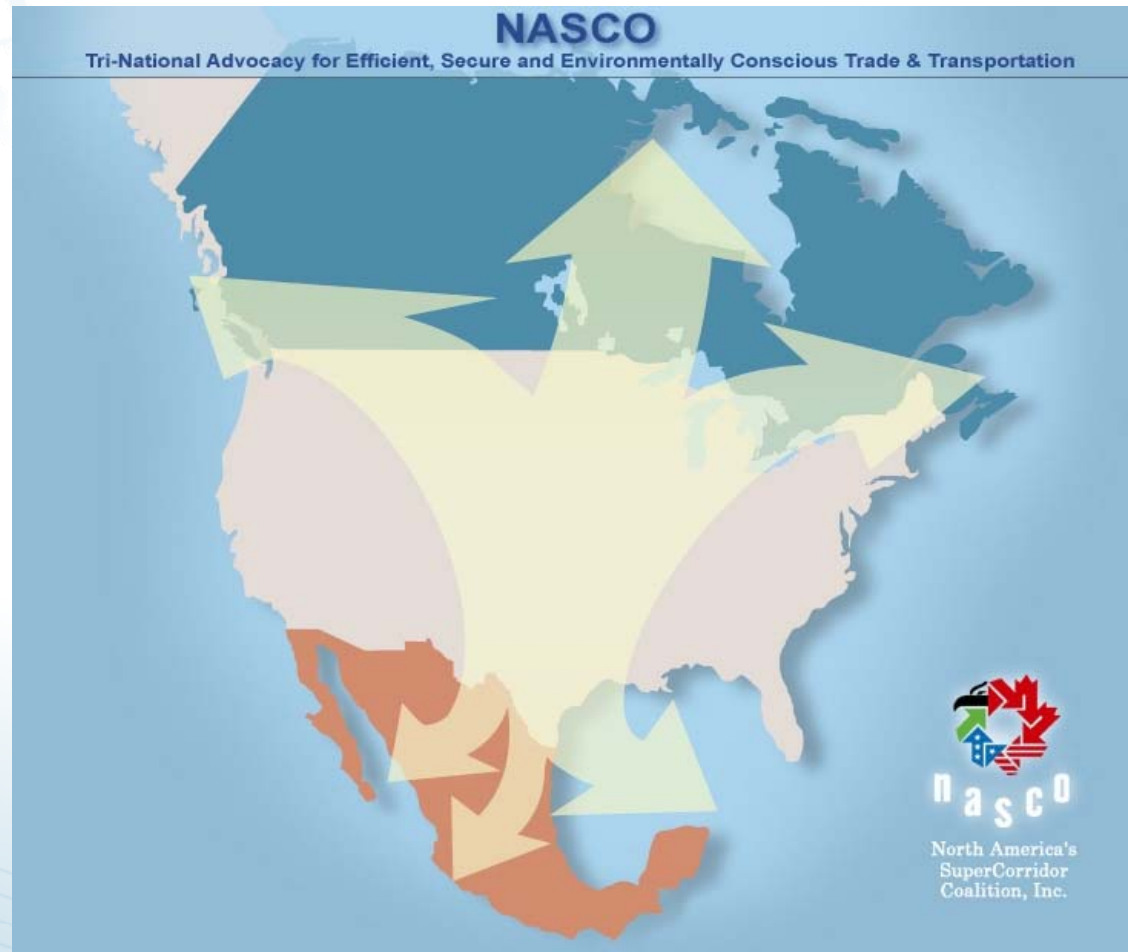 NASCO
Tri-National Advocacy for Efficient, Secure and Environmentally Conscious Trade & Transportation
nasco
North America's
SuperCorridor
Coalition, Inc.